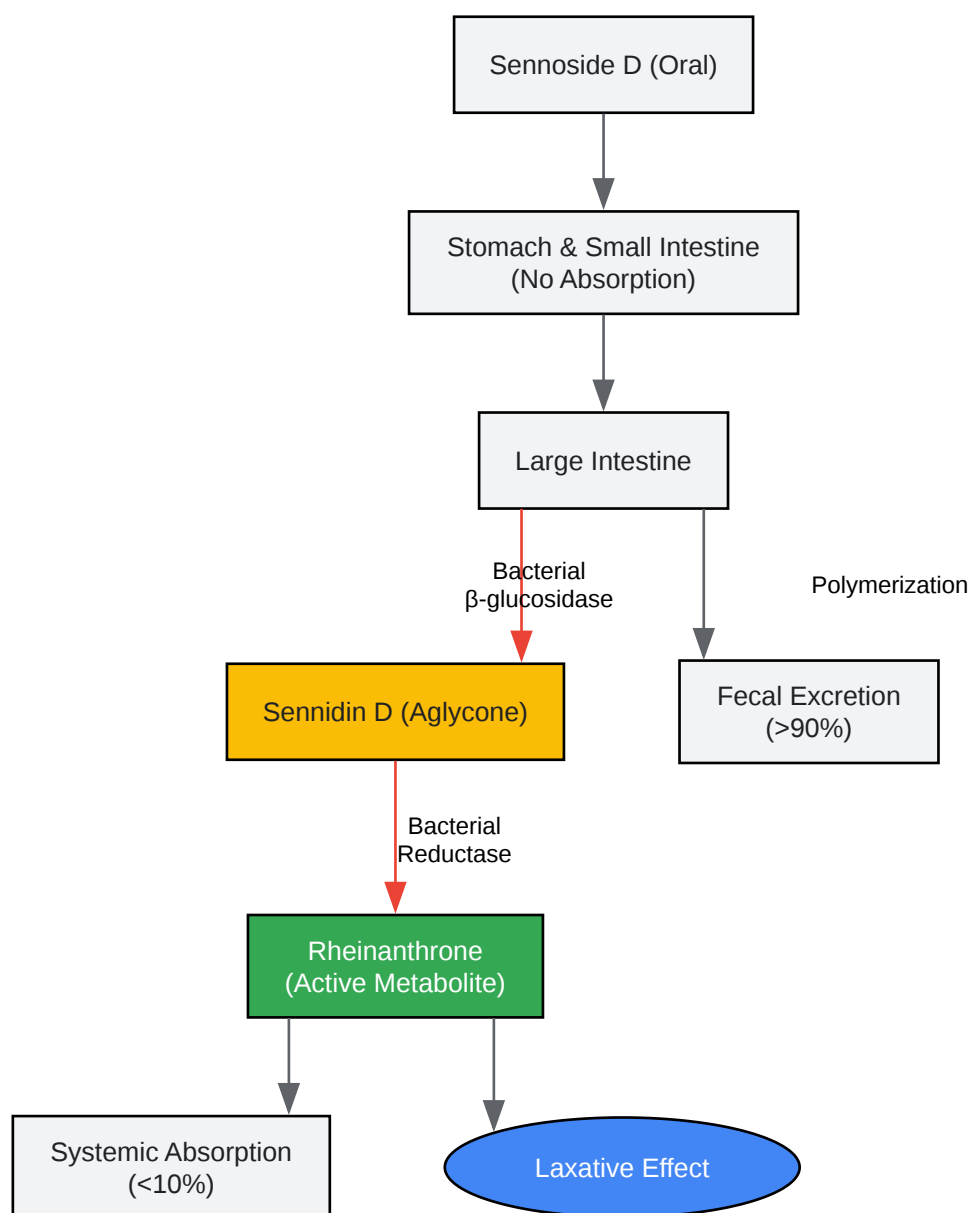 Sennoside D (Oral)
Stomach & Small Intestine
(No Absorption)
Large Intestine
Bacterial
β-glucosidase
Polymerization
Sennidin D (Aglycone)
Fecal Excretion
(>90%)
Bacterial
Reductase
Rheinanthrone
(Active Metabolite)
Systemic Absorption
(<10%)
Laxative Effect